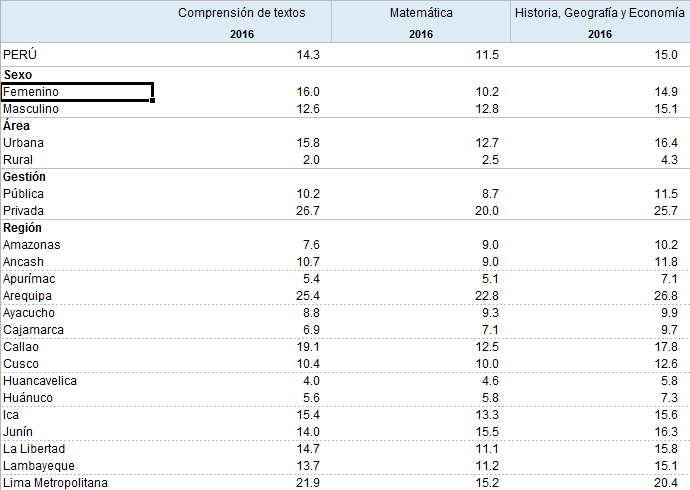 Comprensión de textos Matemática Historia, Geografía y Economía
2016 2016 2016
PERÚ 14.3 11.5 15.0
Sexo
Femenino 16.0 10.2 14.9
Masculino 12.6 12.8 15.1
Área
Urbana 15.8 12.7 16.4
Rural 2.0 2.5 4.3
Gestión
Pública 10.2 8.7 11.5
Privada 26.7 20.0 25.7
Región
Amazonas 7.6 9.0 10.2
Ancash 10.7 9.0 11.8
Apurímac 5.4 5.1 7.1
Arequipa 25.4 22.8 26.8
Ayacucho 8.8 9.3 9.9
Cajamarca 6.9 7.1 9.7
Callao 19.1 12.5 17.8
Cusco 10.4 10.0 12.6
Huancavelica 4.0 4.6 5.8
Huánuco 5.6 5.8 7.3
Ica 15.4 13.3 15.6
Junín 14.0 15.5 16.3
La Libertad 14.7 11.1 15.8
Lambayeque 13.7 11.2 15.1
Lima Metropolitana 21.9 15.2 20.4